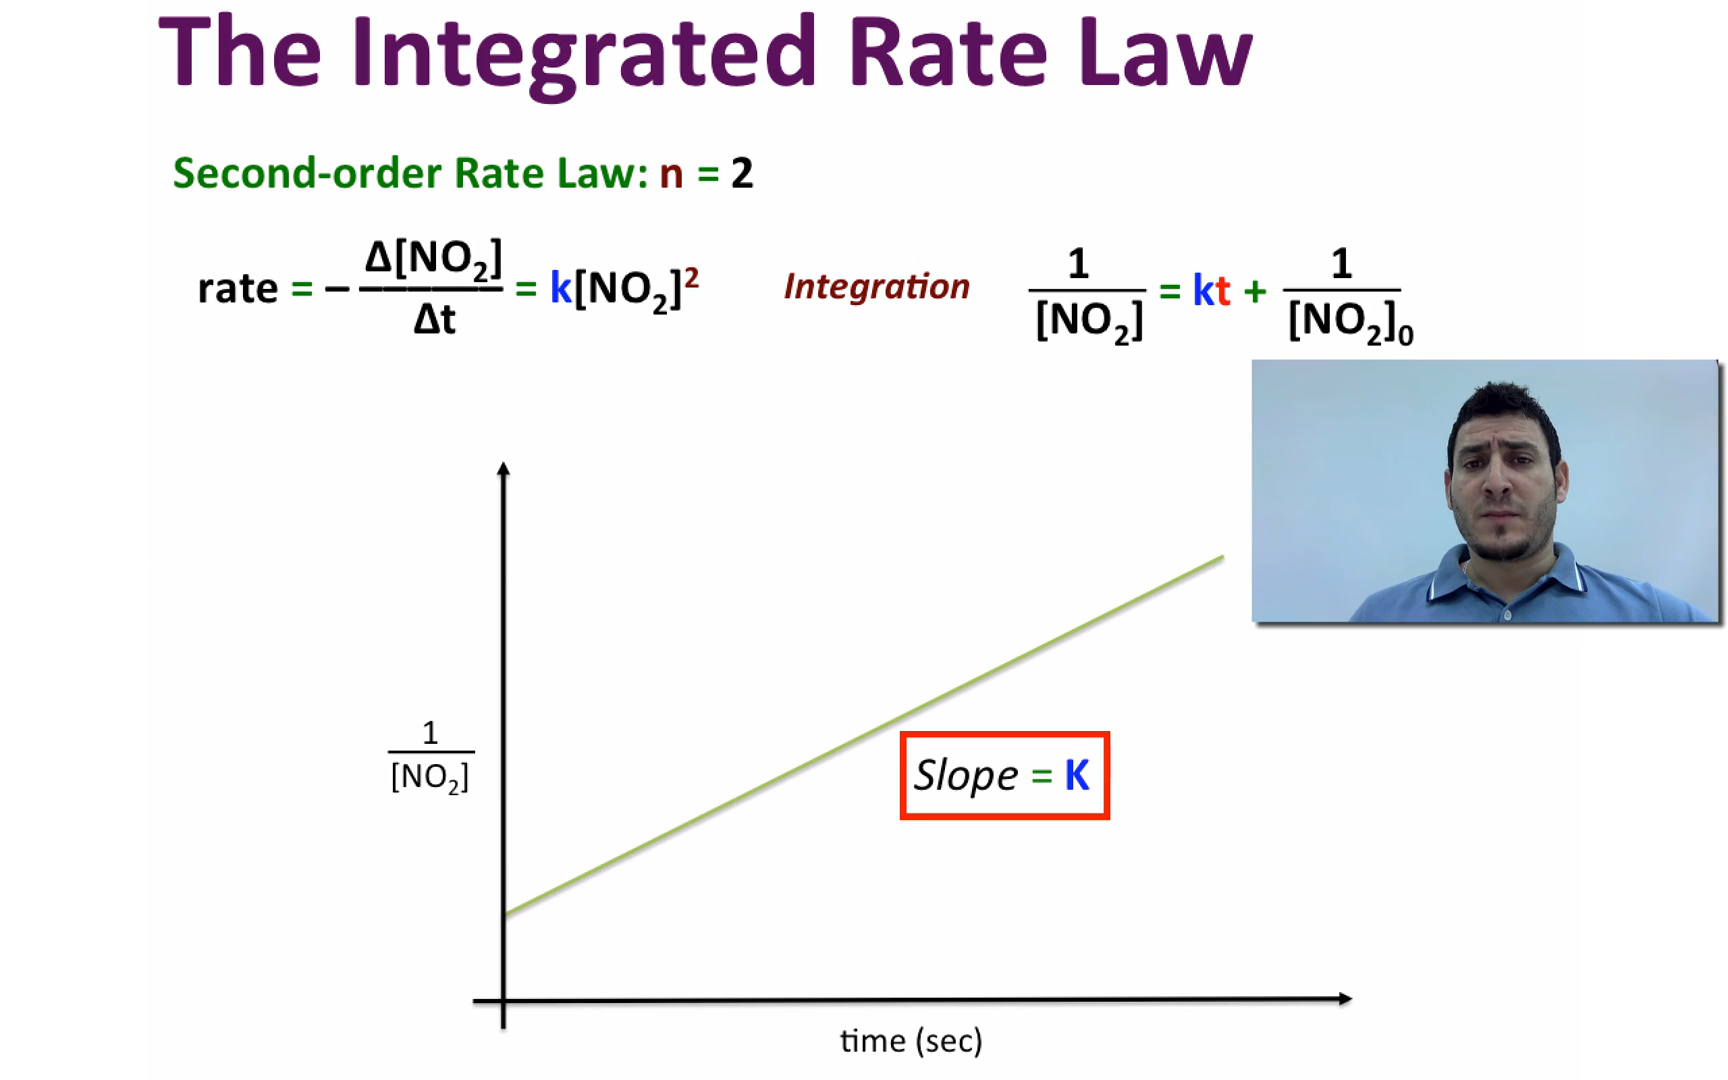 The Integrated Rate Law
Second-order Rate Law: n = 2
rate = – Δ[NO₂] / Δt = k[NO₂]² Integration 1 / [NO₂] = kt + 1 / [NO₂]₀
1 / [NO₂]
Slope = K
time (sec)